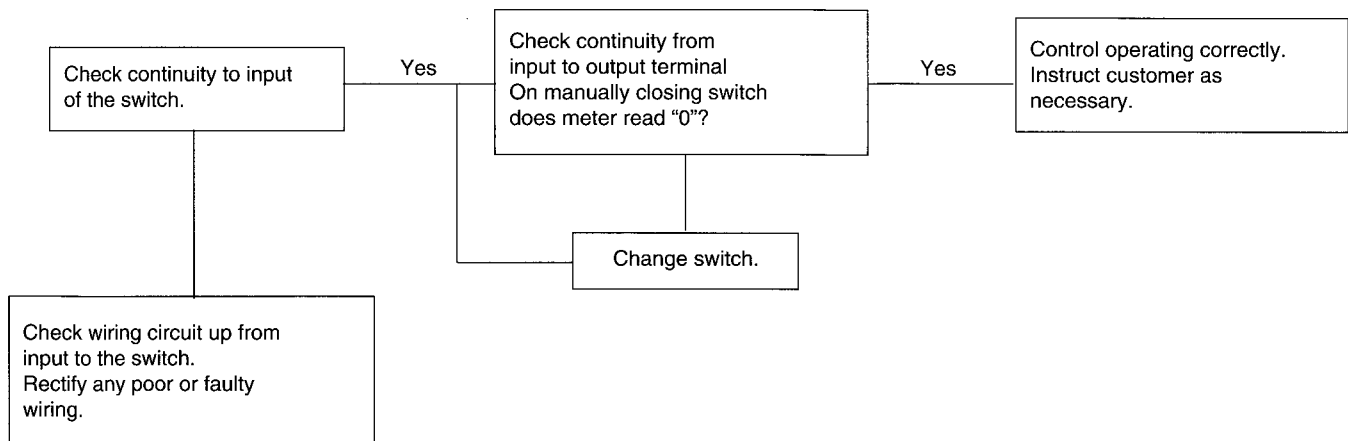 Check continuity to input
of the switch.
Yes
Check continuity from
input to output terminal
On manually closing switch
does meter read “0”?
Yes
Control operating correctly.
Instruct customer as
necessary.
Change switch.
Check wiring circuit up from
input to the switch.
Rectify any poor or faulty
wiring.